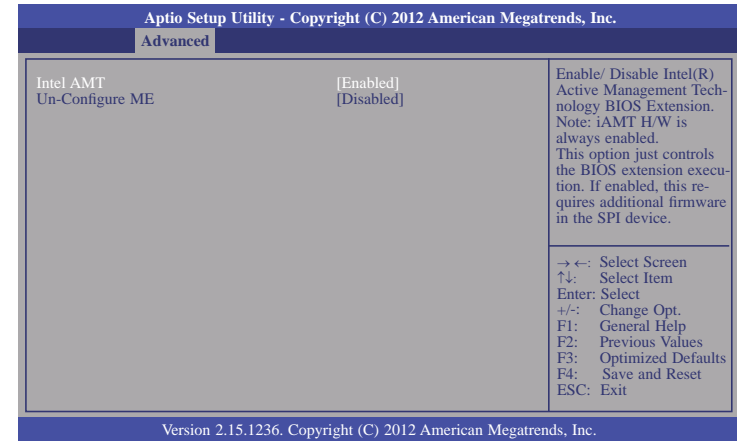 Aptio Setup Utility - Copyright (C) 2012 American Megatrends, Inc.
Advanced
Intel AMT [Enabled]
Un-Configure ME [Disabled]
Enable/ Disable Intel(R)
Active Management Tech-
nology BIOS Extension.
Note: iAMT H/W is
always enabled.
This option just controls
the BIOS extension execu-
tion. If enabled, this re-
quires additional firmware
in the SPI device.
→←: Select Screen
↑↓: Select Item
Enter: Select
+/-: Change Opt.
F1: General Help
F2: Previous Values
F3: Optimized Defaults
F4: Save and Reset
ESC: Exit
Version 2.15.1236. Copyright (C) 2012 American Megatrends, Inc.